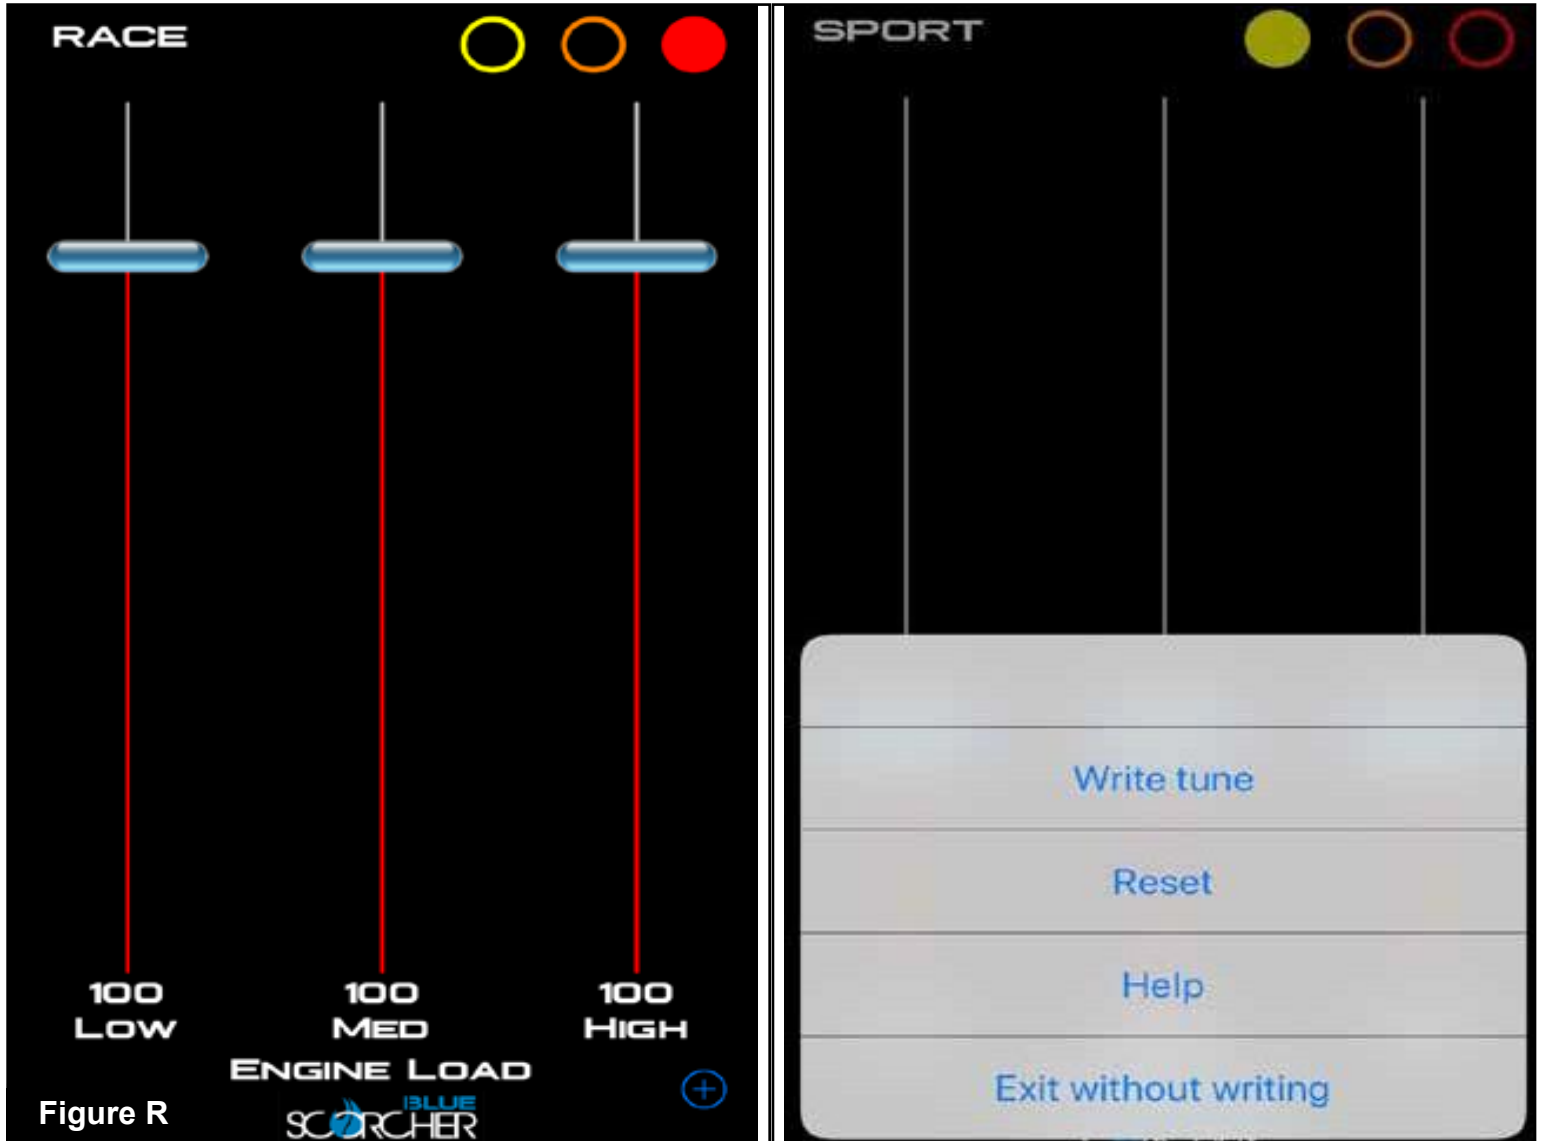 RACE
100 100 100
LOW MED HIGH
ENGINE LOAD
Figure R
BLUE
SCORCHER
SPORT
Write tune
Reset
Help
Exit without writing